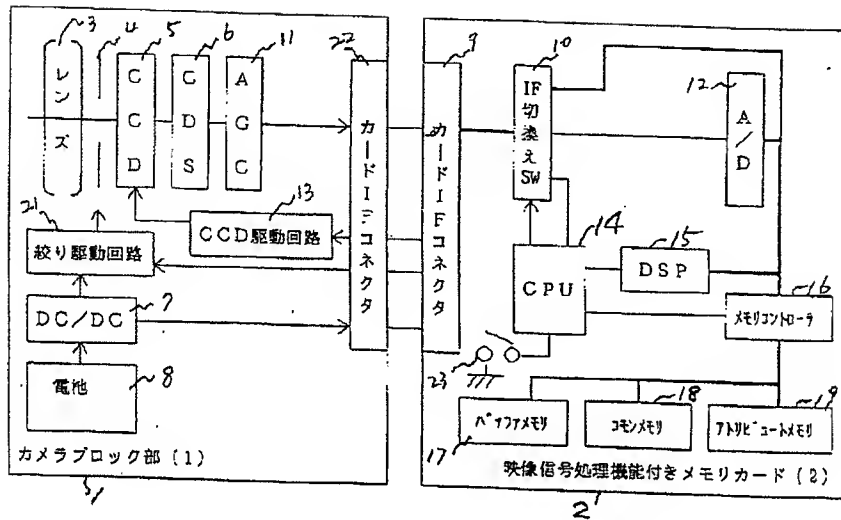 3
レンズ
4
5
CCD
6
CDS
11
AGC
22
カードIFコネクタ
13
CCD駆動回路
21
絞り駆動回路
7
DC/DC
8
電池
カメラブロック部(1)
1
9
カードIFコネクタ
10
IF切換えSW
12
A/D
14
CPU
15
DSP
16
メモリコントローラ
23
17
バッファメモリ
18
コモンメモリ
19
アトリビュートメモリ
映像信号処理機能付きメモリカード(2)
2